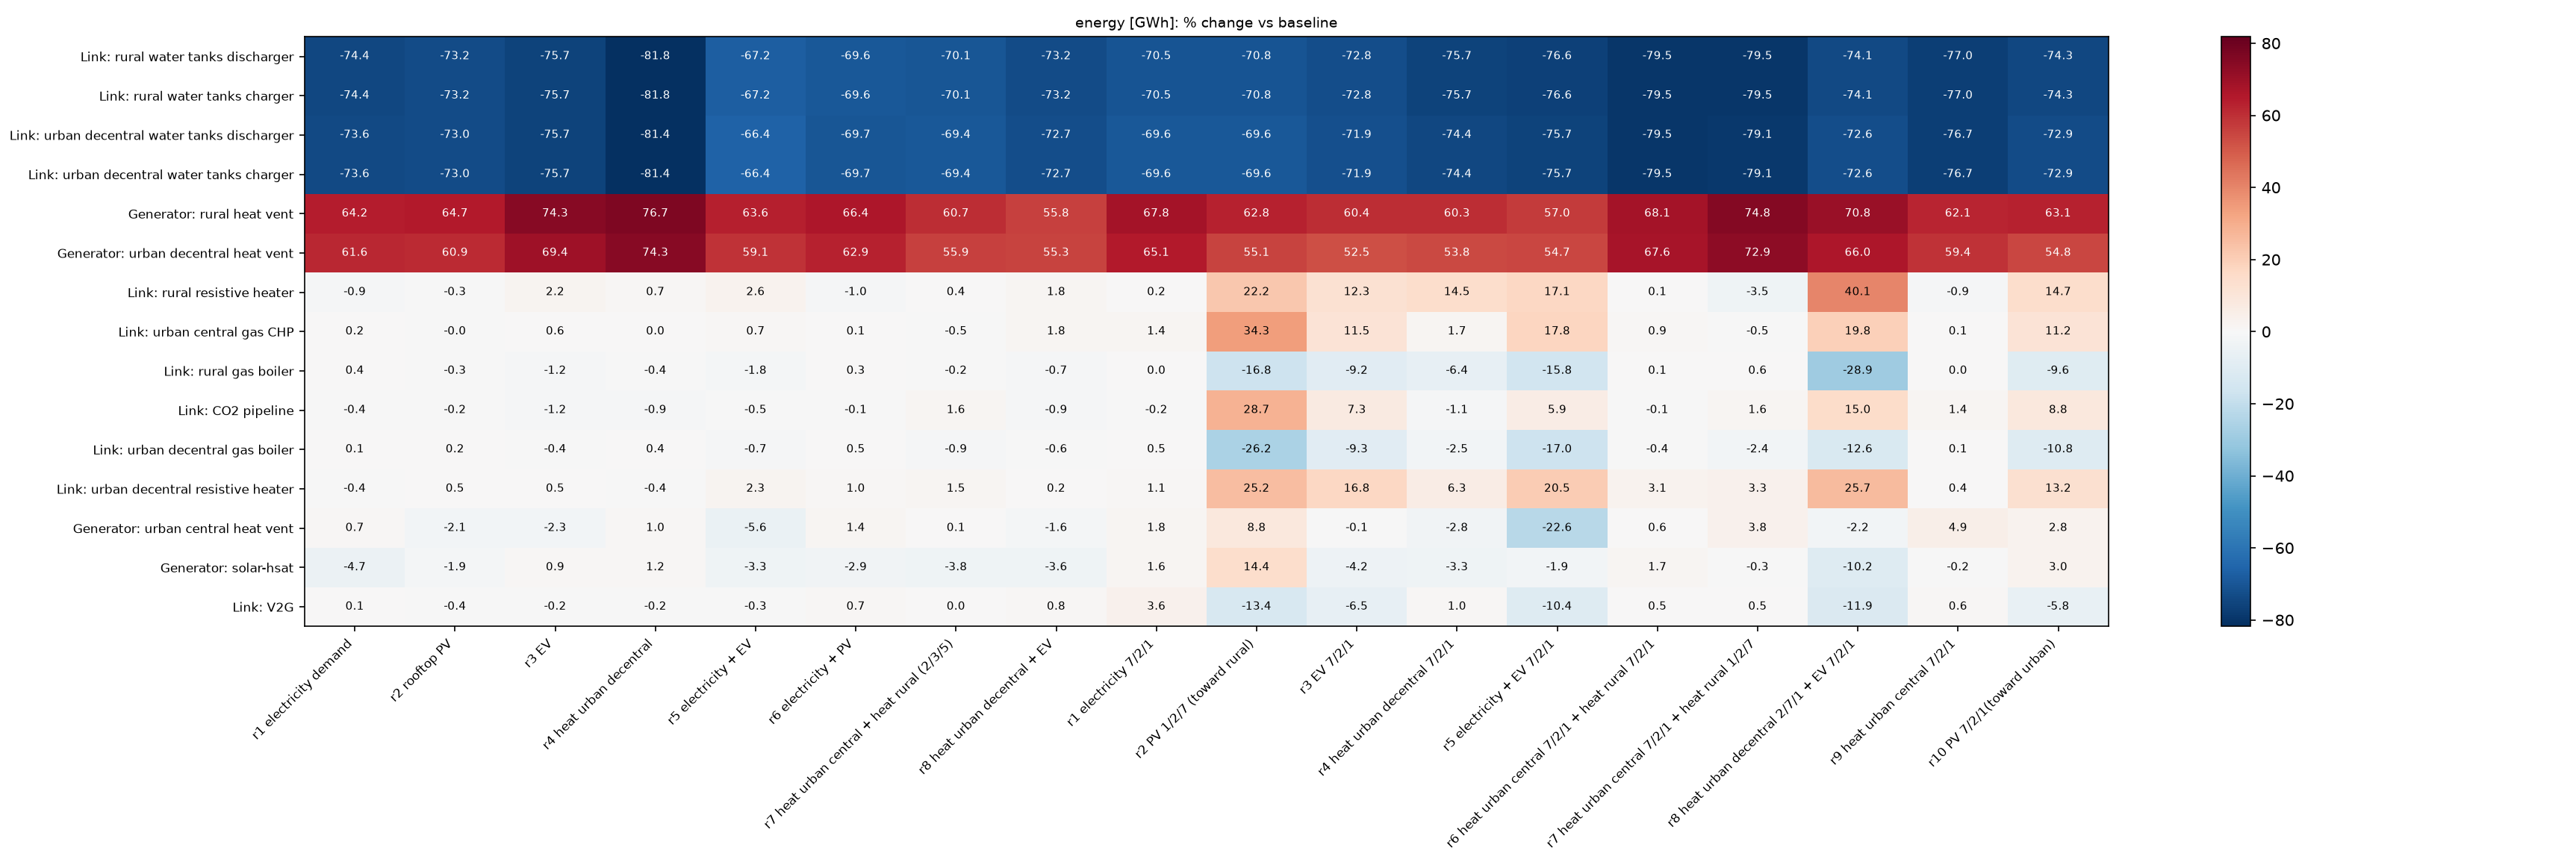 energy [GWh]: % change vs baseline
Link: rural water tanks discharger -74.4 -73.2 -75.7 -81.8 -67.2 -69.6 -70.1 -73.2 -70.5 -70.8 -72.8 -75.7 -76.6 -79.5 -79.5 -74.1 -77.0 -74.3
Link: rural water tanks charger -74.4 -73.2 -75.7 -81.8 -67.2 -69.6 -70.1 -73.2 -70.5 -70.8 -72.8 -75.7 -76.6 -79.5 -79.5 -74.1 -77.0 -74.3
Link: urban decentral water tanks discharger -73.6 -73.0 -75.7 -81.4 -66.4 -69.7 -69.4 -72.7 -69.6 -69.6 -71.9 -74.4 -75.7 -79.5 -79.1 -72.6 -76.7 -72.9
Link: urban decentral water tanks charger -73.6 -73.0 -75.7 -81.4 -66.4 -69.7 -69.4 -72.7 -69.6 -69.6 -71.9 -74.4 -75.7 -79.5 -79.1 -72.6 -76.7 -72.9
Generator: rural heat vent 64.2 64.7 74.3 76.7 63.6 66.4 60.7 55.8 67.8 62.8 60.4 60.3 57.0 68.1 74.8 70.8 62.1 63.1
Generator: urban decentral heat vent 61.6 60.9 69.4 74.3 59.1 62.9 55.9 55.3 65.1 55.1 52.5 53.8 54.7 67.6 72.9 66.0 59.4 54.8
Link: rural resistive heater -0.9 -0.3 2.2 0.7 2.6 -1.0 0.4 1.8 0.2 22.2 12.3 14.5 17.1 0.1 -3.5 40.1 -0.9 14.7
Link: urban central gas CHP 0.2 -0.0 0.6 0.0 0.7 0.1 -0.5 1.8 1.4 34.3 11.5 1.7 17.8 0.9 -0.5 19.8 0.1 11.2
Link: rural gas boiler 0.4 -0.3 -1.2 -0.4 -1.8 0.3 -0.2 -0.7 0.0 -16.8 -9.2 -6.4 -15.8 0.1 0.6 -28.9 0.0 -9.6
Link: CO2 pipeline -0.4 -0.2 -1.2 -0.9 -0.5 -0.1 1.6 -0.9 -0.2 28.7 7.3 -1.1 5.9 -0.1 1.6 15.0 1.4 8.8
Link: urban decentral gas boiler 0.1 0.2 -0.4 0.4 -0.7 0.5 -0.9 -0.6 0.5 -26.2 -9.3 -2.5 -17.0 -0.4 -2.4 -12.6 0.1 -10.8
Link: urban decentral resistive heater -0.4 0.5 0.5 -0.4 2.3 1.0 1.5 0.2 1.1 25.2 16.8 6.3 20.5 3.1 3.3 25.7 0.4 13.2
Generator: urban central heat vent 0.7 -2.1 -2.3 1.0 -5.6 1.4 0.1 -1.6 1.8 8.8 -0.1 -2.8 -22.6 0.6 3.8 -2.2 4.9 2.8
Generator: solar-hsat -4.7 -1.9 0.9 1.2 -3.3 -2.9 -3.8 -3.6 1.6 14.4 -4.2 -3.3 -1.9 1.7 -0.3 -10.2 -0.2 3.0
Link: V2G 0.1 -0.4 -0.2 -0.2 -0.3 0.7 0.0 0.8 3.6 -13.4 -6.5 1.0 -10.4 0.5 0.5 -11.9 0.6 -5.8
r1 electricity demand
r2 rooftop PV
r3 EV
r4 heat urban decentral
r5 electricity + EV
r6 electricity + PV
r7 heat urban central + heat rural (2/3/5)
r8 heat urban decentral + EV
r1 electricity 7/2/1
r2 PV 1/2/7 (toward rural)
r3 EV 7/2/1
r4 heat urban decentral 7/2/1
r5 electricity + EV 7/2/1
r6 heat urban central 7/2/1 + heat rural 7/2/1
r7 heat urban central 7/2/1 + heat rural 1/2/7
r8 heat urban decentral 2/7/1 + EV 7/2/1
r9 heat urban central 7/2/1
r10 PV 7/2/1(toward urban)
80
60
40
20
0
−20
−40
−60
−80